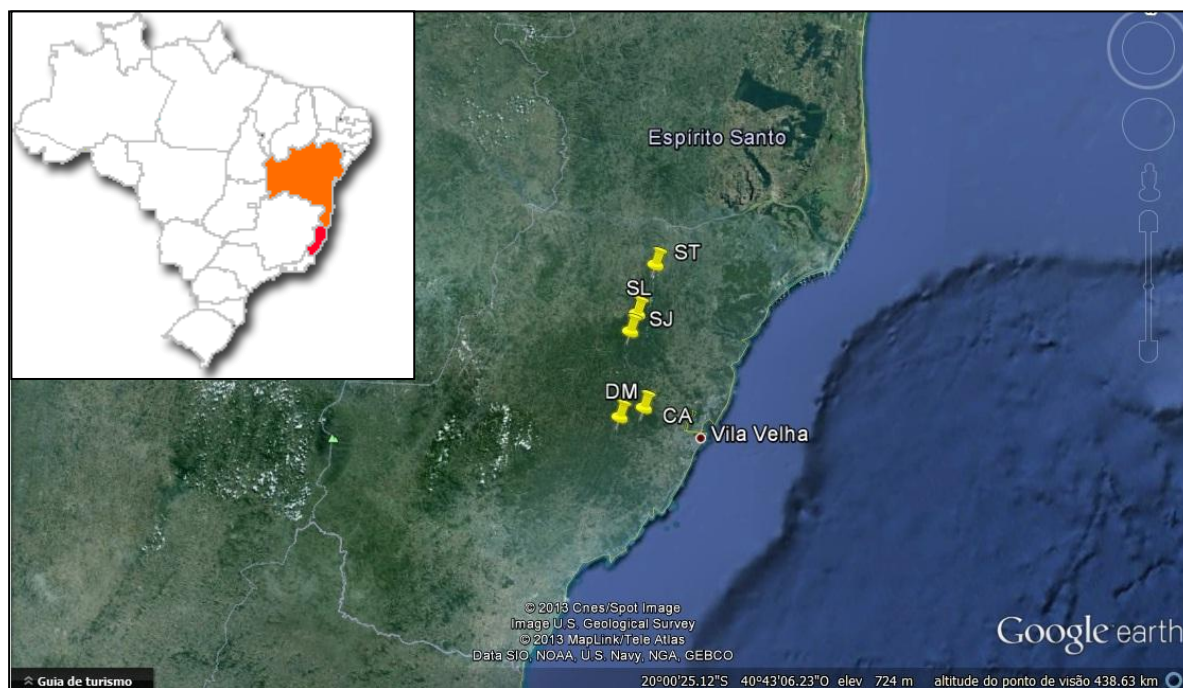 Espírito Santo
ST
SL
SJ
DM
CA
Vila Velha
© 2013 Cnes/Spot Image
Image U.S. Geological Survey
© 2013 MapLink/Tele Atlas
Data SIO, NOAA, U.S. Navy, NGA, GEBCO
Google earth
Guia de turismo
20°00'25.12"S 40°43'06.23"O elev 724 m altitude do ponto de visão 438.63 km